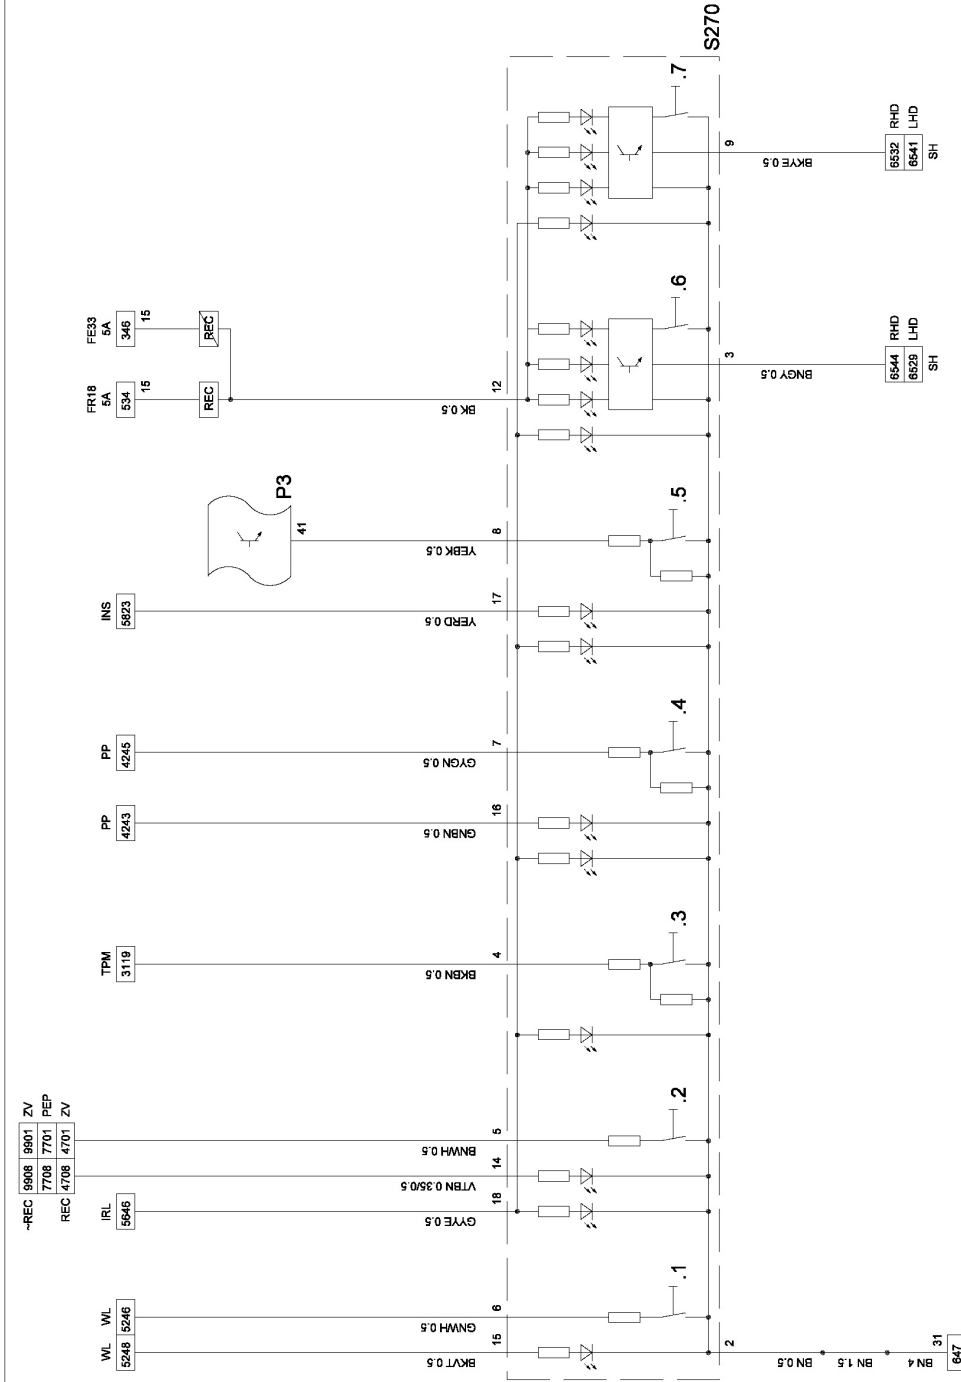 S270
.7
.6
.5
.4
.3
.2
.1
RHD
LHD
6532
6541
SH
9
BKYE 0.5
RHD
LHD
6544
6529
SH
3
BNGY 0.5
FE33
5A
346
15
REC
FR18
5A
534
15
REC
12
BK 0.5
P3
41
8
YEBK 0.5
INS
5823
17
YERD 0.5
PP
4245
7
GYGN 0.5
PP
4243
16
GNBN 0.5
TPM
3119
4
BKBN 0.5
~REC 9908 9901 ZV
7708 7701 PEP
REC 4708 4701 ZV
5
BNWH 0.5
14
VTBN 0.35/0.5
IRL
5646
18
GYYE 0.5
WL
5246
6
GNWH 0.5
WL
5248
15
BKVT 0.5
2
BN 0.5
BN 1.5
BN 4
31
647